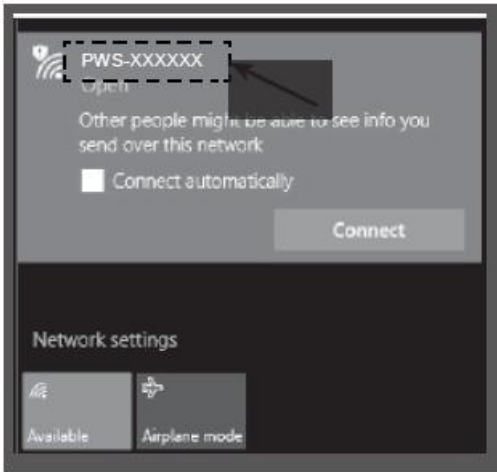 PWS-XXXXXX
Open
Other people might be able to see info you
send over this network
Connect automatically
Connect
Network settings
Available
Airplane mode